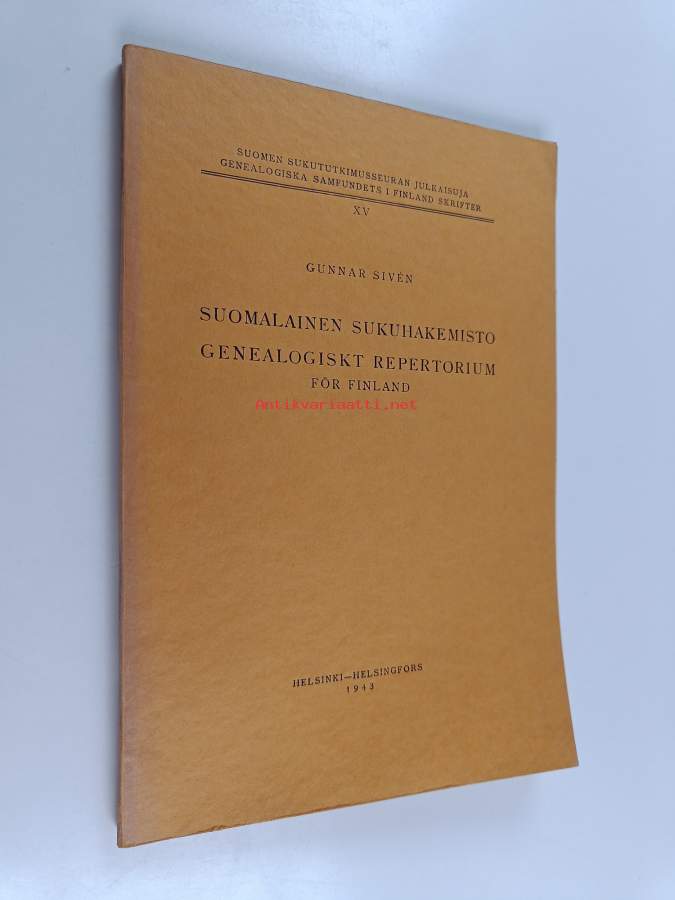 SUOMEN SUKUTUTKIMUSSEURAN JULKAISUJA
GENEALOGISKA SAMFUNDETS I FINLAND SKRIFTER
XV
GUNNAR SIVÉN
SUOMALAINEN SUKUHAKEMISTO
GENEALOGISKT REPERTORIUM
FÖR FINLAND
Antikvariaatti.net
HELSINKI—HELSINGFORS
1943